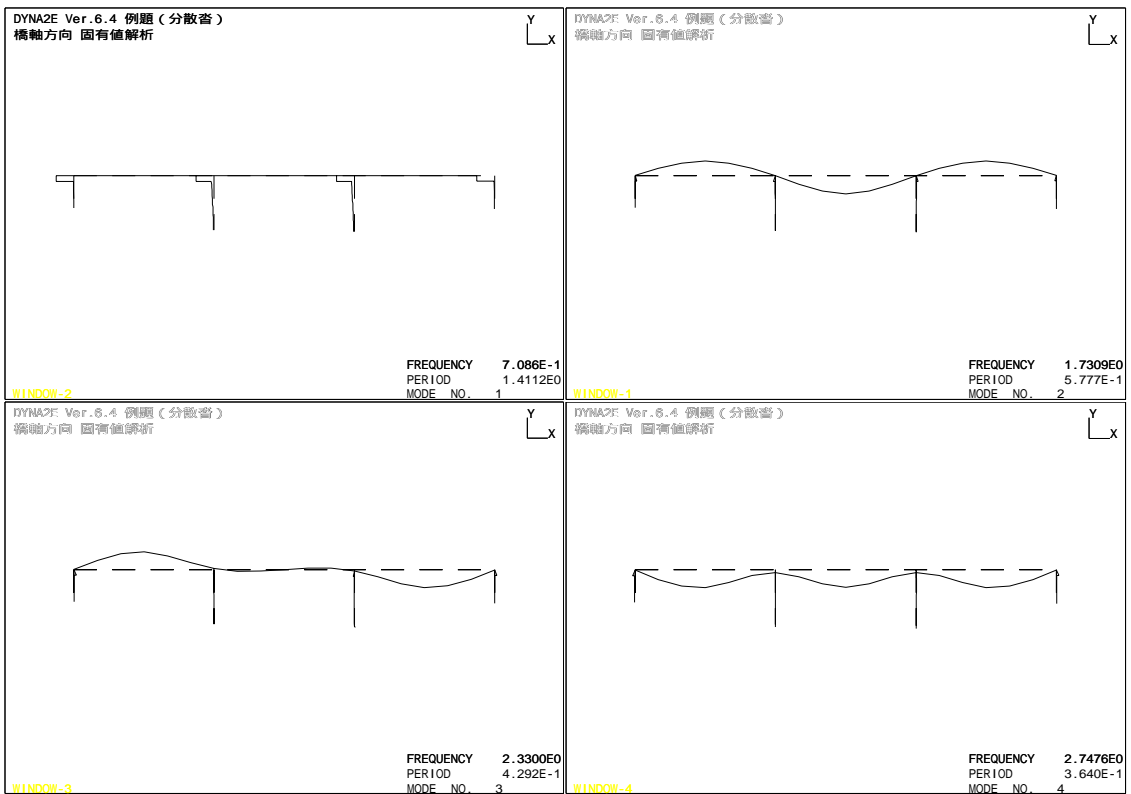 DYNA2E Ver.6.4 例題(分散沓)
橋軸方向 固有値解析
Y
X
FREQUENCY 7.086E-1
PERIOD 1.4112E0
MODE NO. 1
WINDOW-2
DYNA2E Ver.6.4 例題(分散沓)
橋軸方向 固有値解析
Y
X
FREQUENCY 1.7309E0
PERIOD 5.777E-1
MODE NO. 2
WINDOW-1
DYNA2E Ver.6.4 例題(分散沓)
橋軸方向 固有値解析
Y
X
FREQUENCY 2.3300E0
PERIOD 4.292E-1
MODE NO. 3
WINDOW-3
DYNA2E Ver.6.4 例題(分散沓)
橋軸方向 固有値解析
Y
X
FREQUENCY 2.7476E0
PERIOD 3.640E-1
MODE NO. 4
WINDOW-4